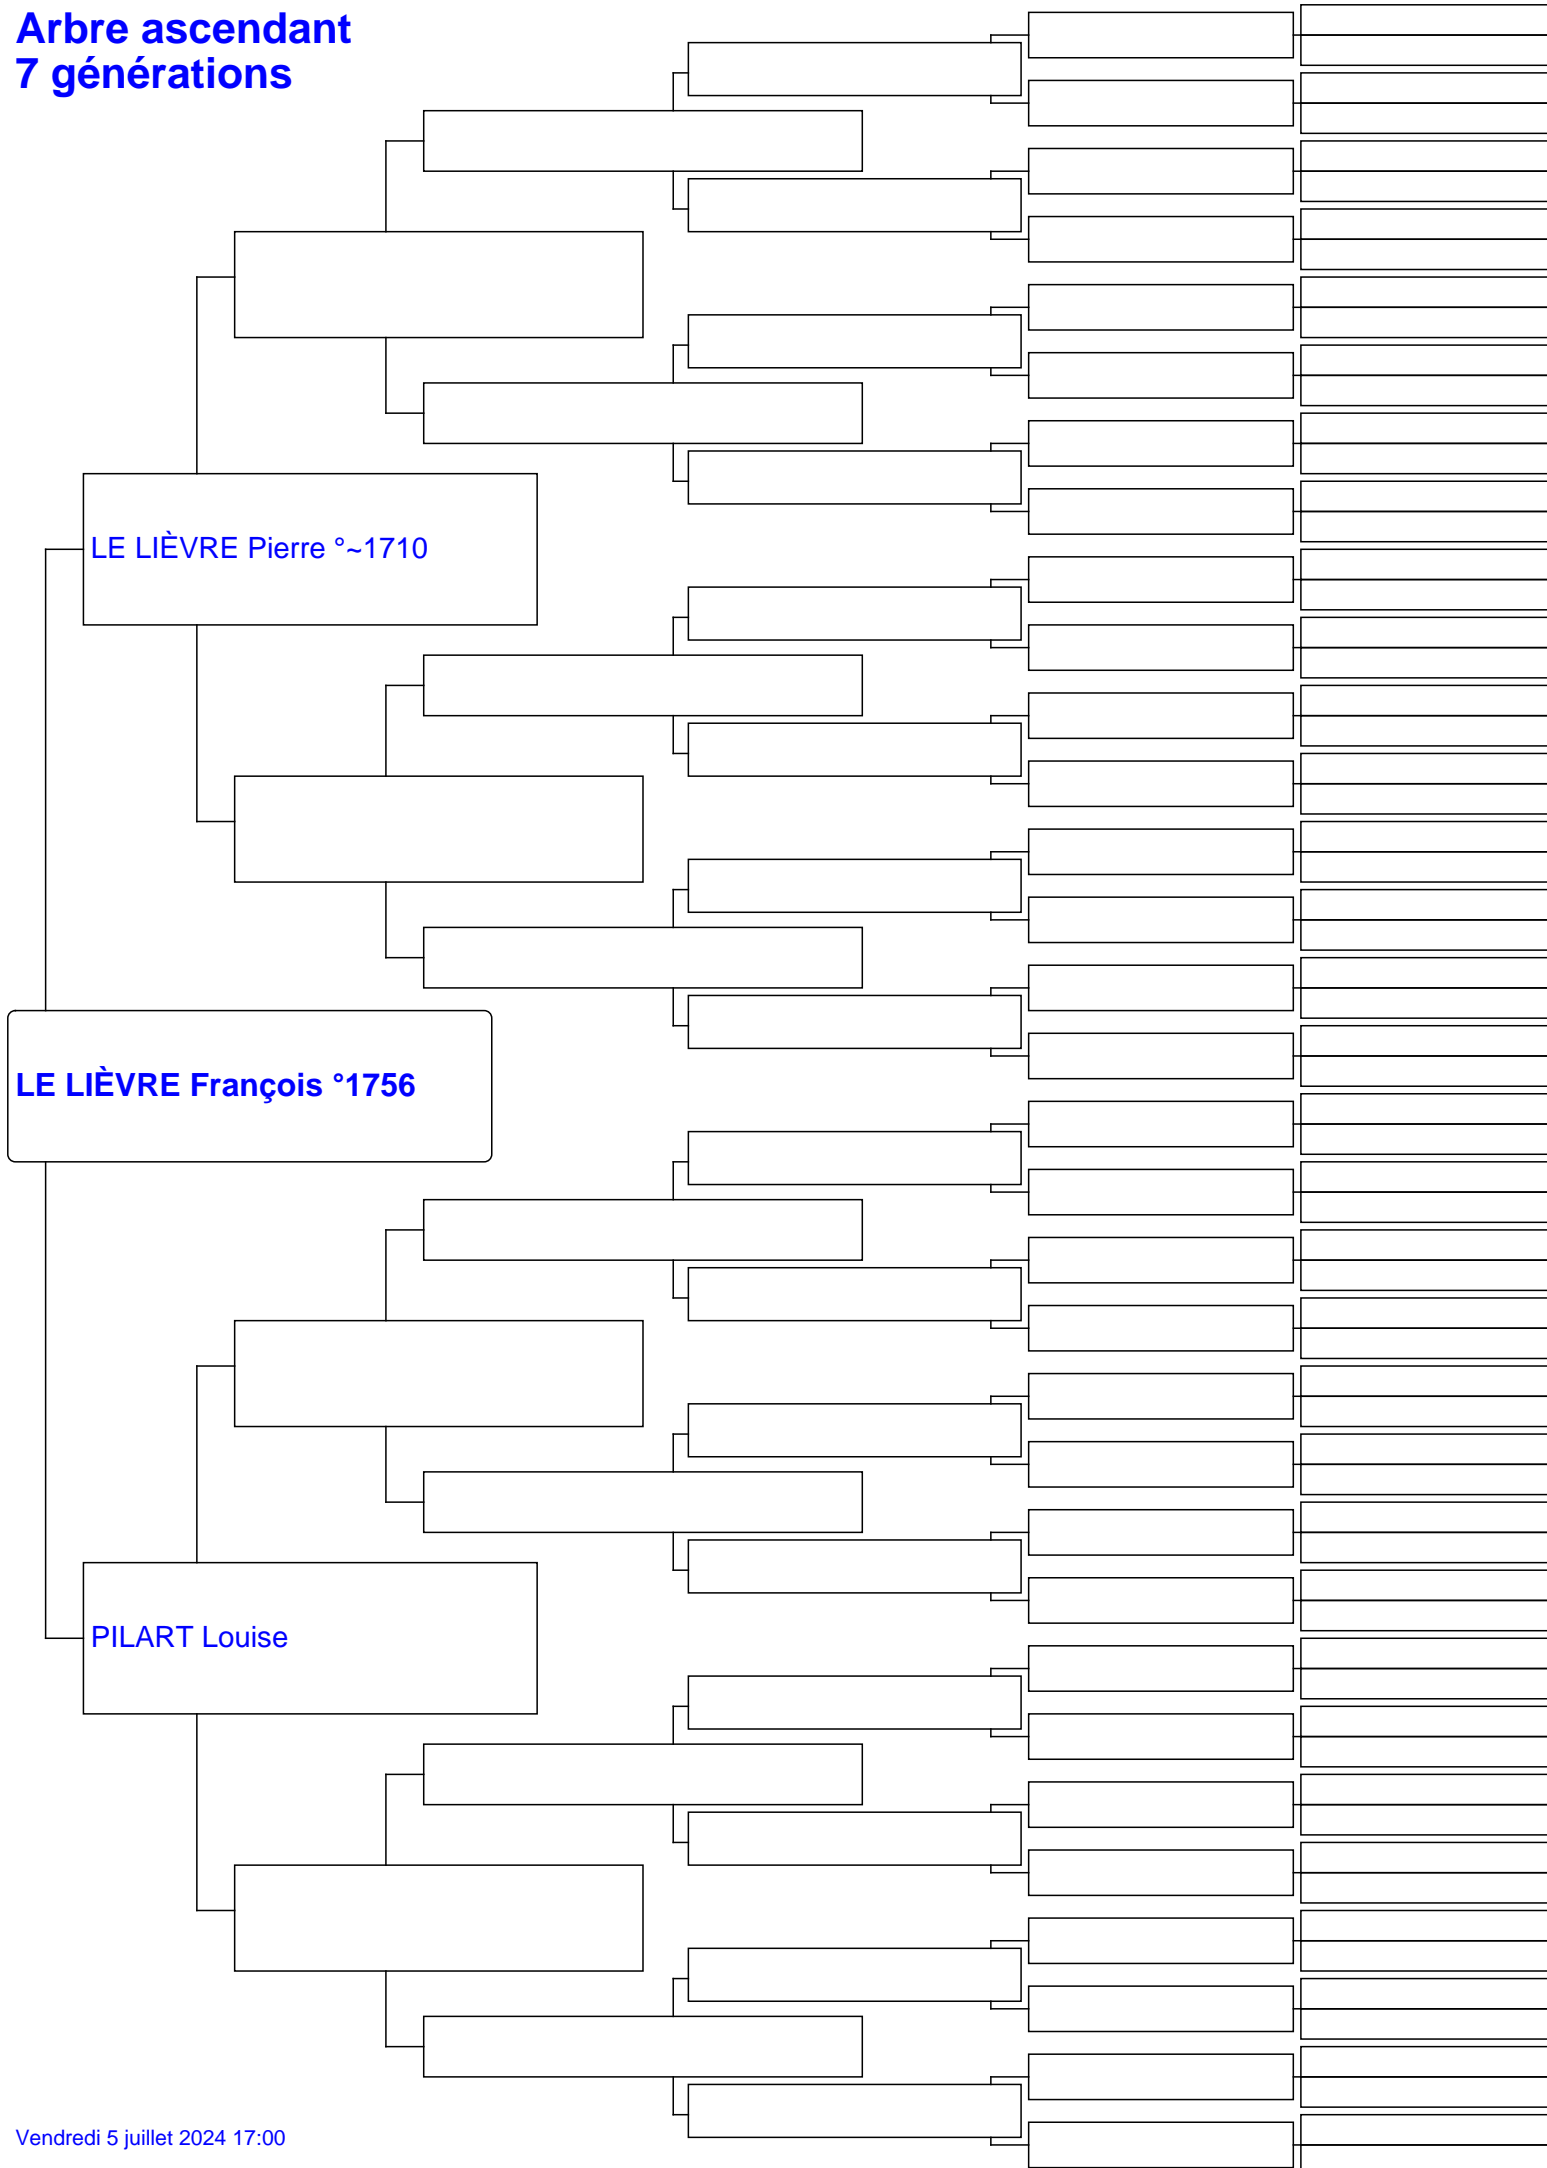 Arbre ascendant
7 générations
LE LIÈVRE Pierre °~1710
LE LIÈVRE François °1756
PILART Louise
Vendredi 5 juillet 2024 17:00